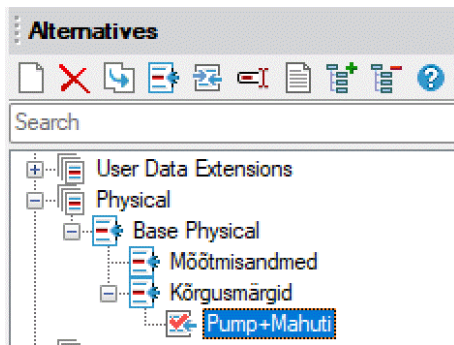 Alternatives
Search
User Data Extensions
Physical
Base Physical
Mõõtmisandmed
Kõrgusmärgid
Pump+Mahuti